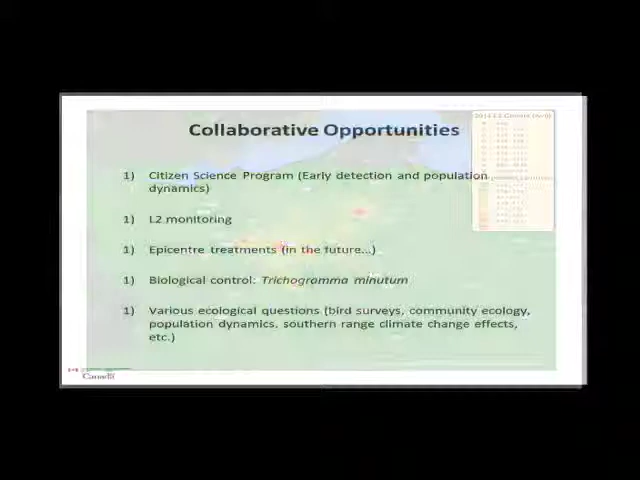 Collaborative Opportunities
1) Citizen Science Program (Early detection and population
dynamics)
1) L2 monitoring
1) Epicentre treatments (in the future...)
1) Biological control: Trichogramma minutum
1) Various ecological questions (bird surveys, community ecology,
population dynamics, southern range climate change effects,
etc.)
Canada